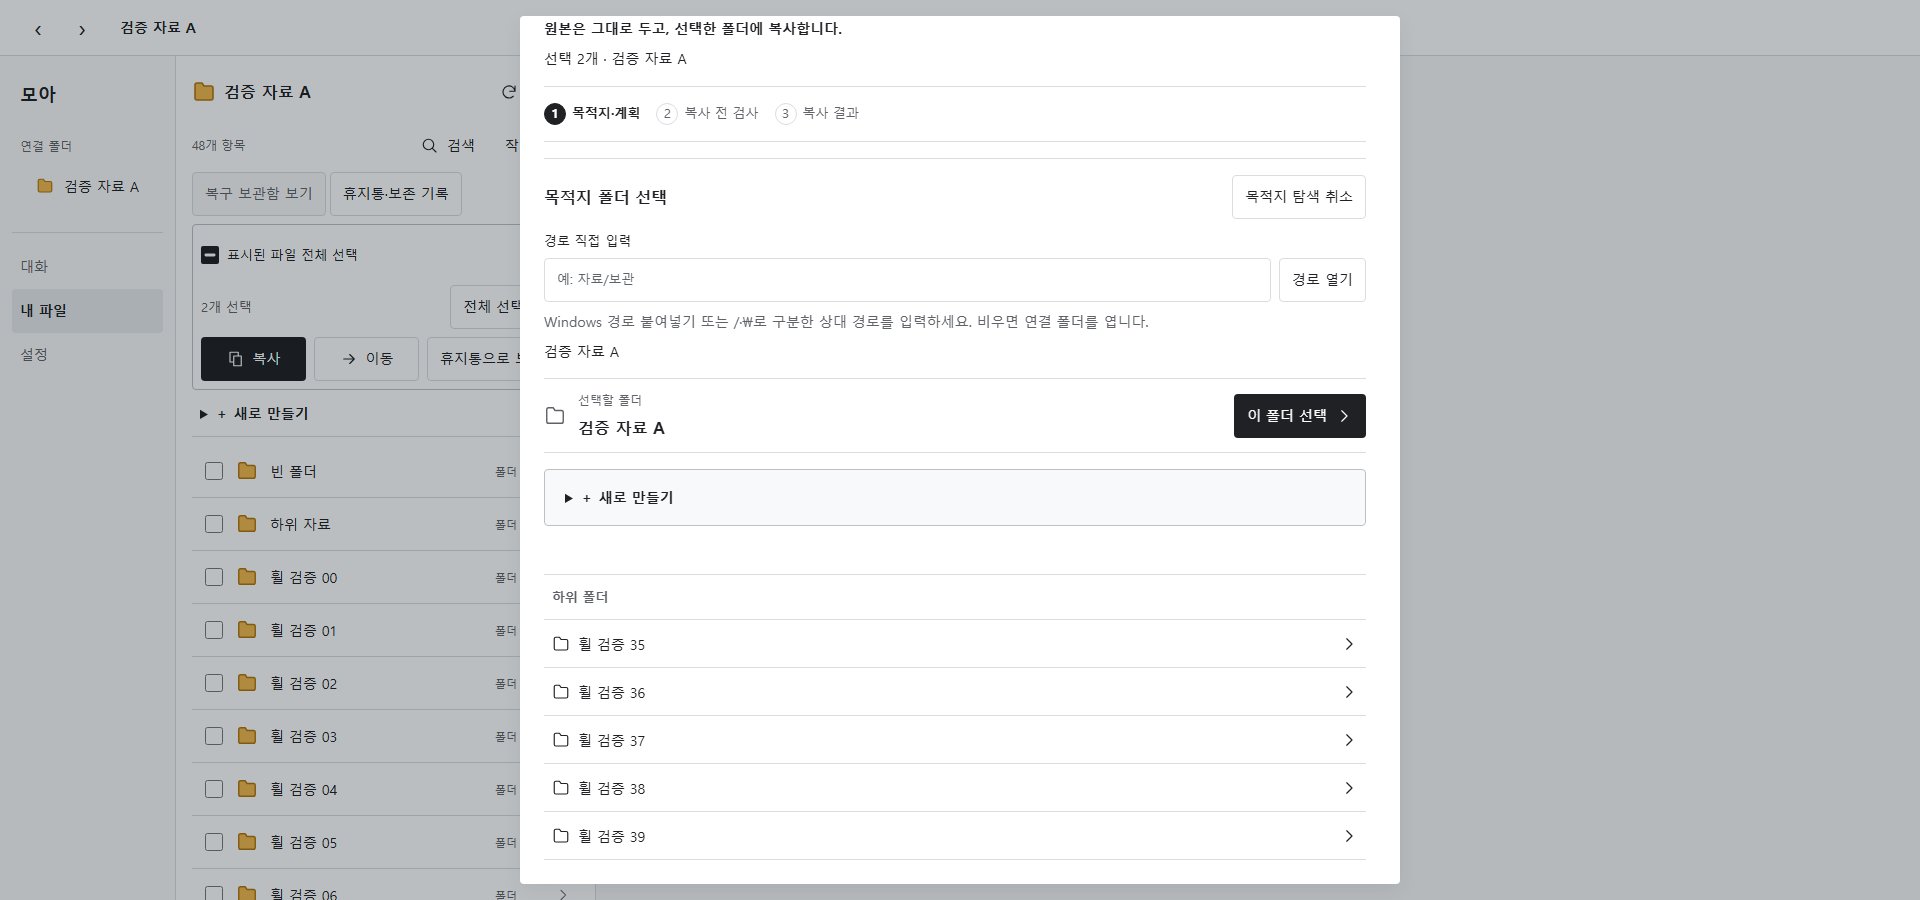 검증 자료 A
모아
연결 폴더
검증 자료 A
대화
내 파일
설정
검증 자료 A
48개 항목
검색
작
복구 보관함 보기
휴지통·보존 기록
표시된 파일 전체 선택
2개 선택
전체 선택
복사
이동
휴지통으로
+ 새로 만들기
빈 폴더 폴더
하위 자료 폴더
휠 검증 00 폴더
휠 검증 01 폴더
휠 검증 02 폴더
휠 검증 03 폴더
휠 검증 04 폴더
휠 검증 05 폴더
휠 검증 06 폴더
원본은 그대로 두고, 선택한 폴더에 복사합니다.
선택 2개 · 검증 자료 A
1 목적지·계획 2 복사 전 검사 3 복사 결과
목적지 폴더 선택
목적지 탐색 취소
경로 직접 입력
예: 자료/보관
경로 열기
Windows 경로 붙여넣기 또는 /·₩로 구분한 상대 경로를 입력하세요. 비우면 연결 폴더를 엽니다.
검증 자료 A
선택할 폴더
검증 자료 A
이 폴더 선택
+ 새로 만들기
하위 폴더
휠 검증 35
휠 검증 36
휠 검증 37
휠 검증 38
휠 검증 39